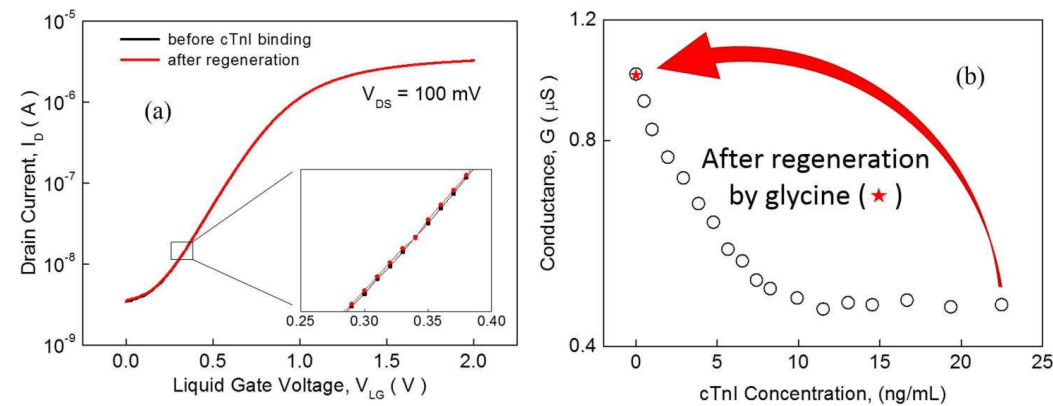 10⁻⁵
10⁻⁶
10⁻⁷
10⁻⁸
10⁻⁹
Drain Current, I_D ( A )
before cTnI binding
after regeneration
(a)
V_DS = 100 mV
0.25 0.30 0.35 0.40
0.0 0.5 1.0 1.5 2.0
Liquid Gate Voltage, V_LG ( V )
1.2
0.8
0.4
Conductance, G ( μS )
(b)
After regeneration
by glycine ( ★ )
0 5 10 15 20 25
cTnI Concentration, (ng/mL)